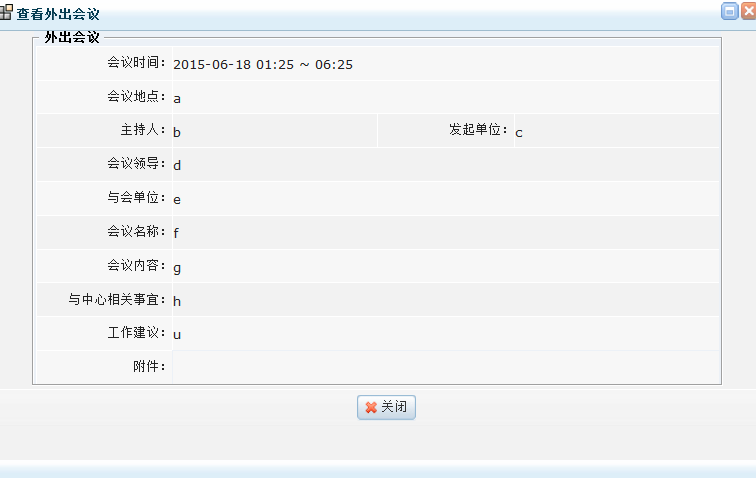 查看外出会议
外出会议
会议时间： 2015-06-18 01:25 ~ 06:25
会议地点： a
主持人： b 发起单位： c
会议领导： d
与会单位： e
会议名称： f
会议内容： g
与中心相关事宜： h
工作建议： u
附件：
关闭